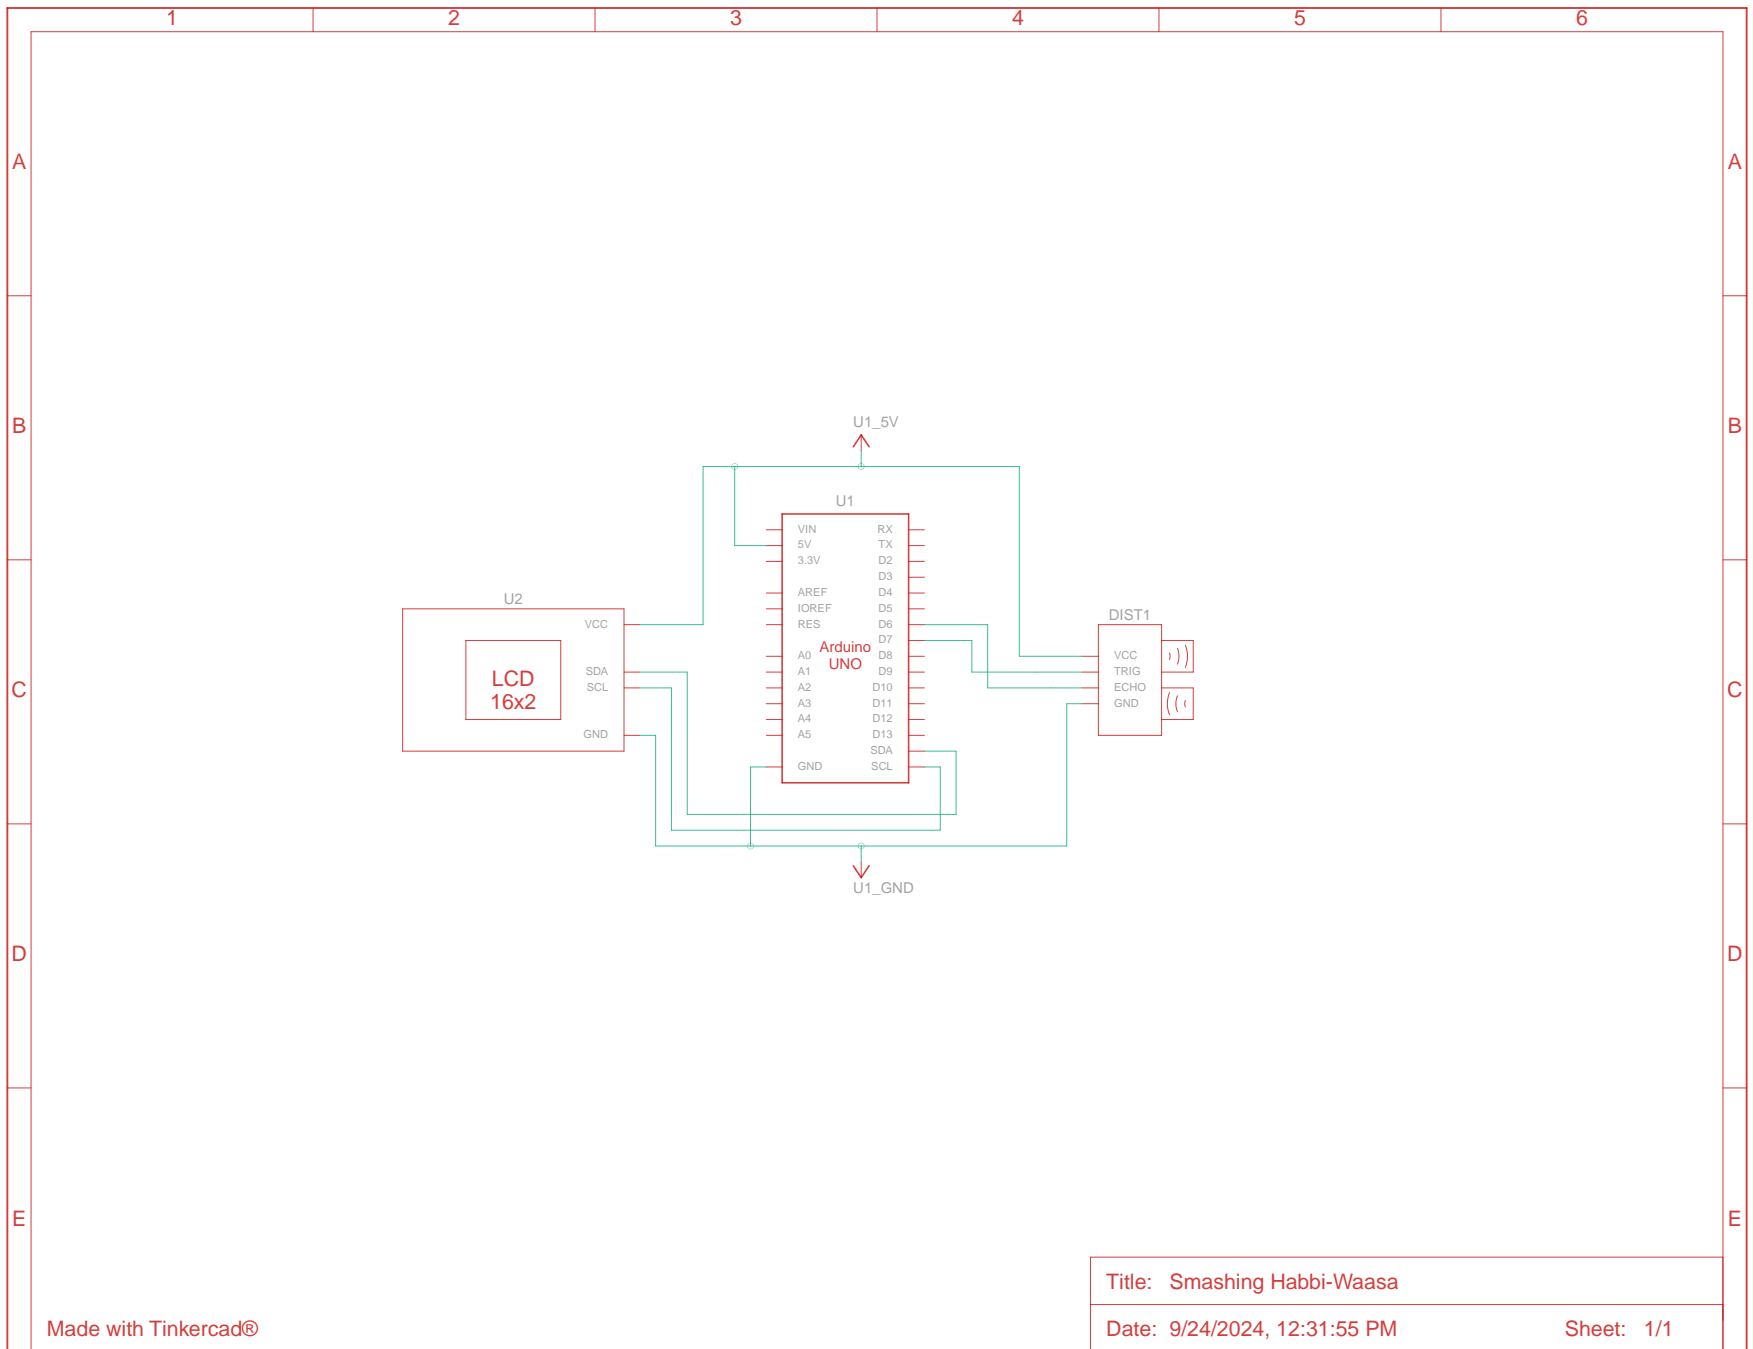 1 2 3 4 5 6
A A
B B
U1_5V
U1
VIN RX
5V TX
3.3V D2
D3
AREF D4
IOREF D5
RES D6
D7
A0 D8
A1 D9
A2 D10
A3 D11
A4 D12
A5 D13
SDA
GND SCL
Arduino
UNO
U2
VCC
SDA
SCL
GND
LCD
16x2
DIST1
VCC
TRIG
ECHO
GND
C C
U1_GND
D D
E E
Title: Smashing Habbi-Waasa
Made with Tinkercad®
Date: 9/24/2024, 12:31:55 PM Sheet: 1/1